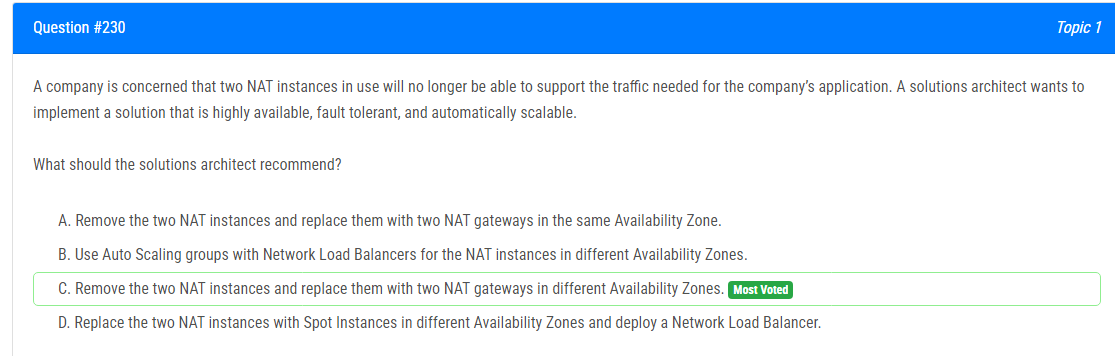 Question #230
Topic 1
A company is concerned that two NAT instances in use will no longer be able to support the traffic needed for the company's application. A solutions architect wants to
implement a solution that is highly available, fault tolerant, and automatically scalable.
What should the solutions architect recommend?
A. Remove the two NAT instances and replace them with two NAT gateways in the same Availability Zone.
B. Use Auto Scaling groups with Network Load Balancers for the NAT instances in different Availability Zones.
C. Remove the two NAT instances and replace them with two NAT gateways in different Availability Zones. Most Voted
D. Replace the two NAT instances with Spot Instances in different Availability Zones and deploy a Network Load Balancer.